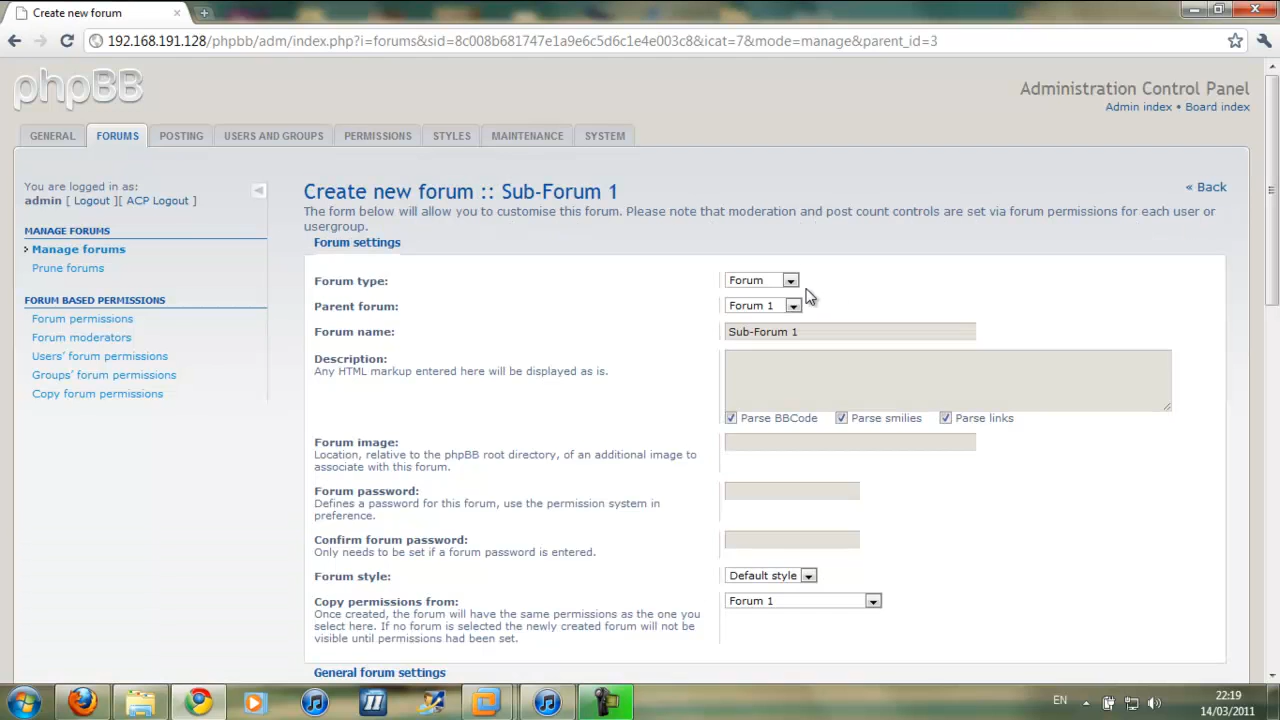 Create new forum
192.168.191.128/phpbb/adm/index.php?i=forums&sid=8c008b681747e1a9e6c5d6c1e4e003c8&icat=7&mode=manage&parent_id=3
phpBB
Administration Control Panel
Admin index • Board index
GENERAL FORUMS POSTING USERS AND GROUPS PERMISSIONS STYLES MAINTENANCE SYSTEM
You are logged in as:
admin [ Logout ][ ACP Logout ]
MANAGE FORUMS
Manage forums
Prune forums
FORUM BASED PERMISSIONS
Forum permissions
Forum moderators
Users’ forum permissions
Groups’ forum permissions
Copy forum permissions
« Back
Create new forum :: Sub-Forum 1
The form below will allow you to customise this forum. Please note that moderation and post count controls are set via forum permissions for each user or
usergroup.
Forum settings
Forum type: Forum
Parent forum: Forum 1
Forum name: Sub-Forum 1
Description:
Any HTML markup entered here will be displayed as is.
Parse BBCode Parse smilies Parse links
Forum image:
Location, relative to the phpBB root directory, of an additional image to
associate with this forum.
Forum password:
Defines a password for this forum, use the permission system in
preference.
Confirm forum password:
Only needs to be set if a forum password is entered.
Forum style: Default style
Copy permissions from: Forum 1
Once created, the forum will have the same permissions as the one you
select here. If no forum is selected the newly created forum will not be
visible until permissions had been set.
General forum settings
EN
22:19
14/03/2011